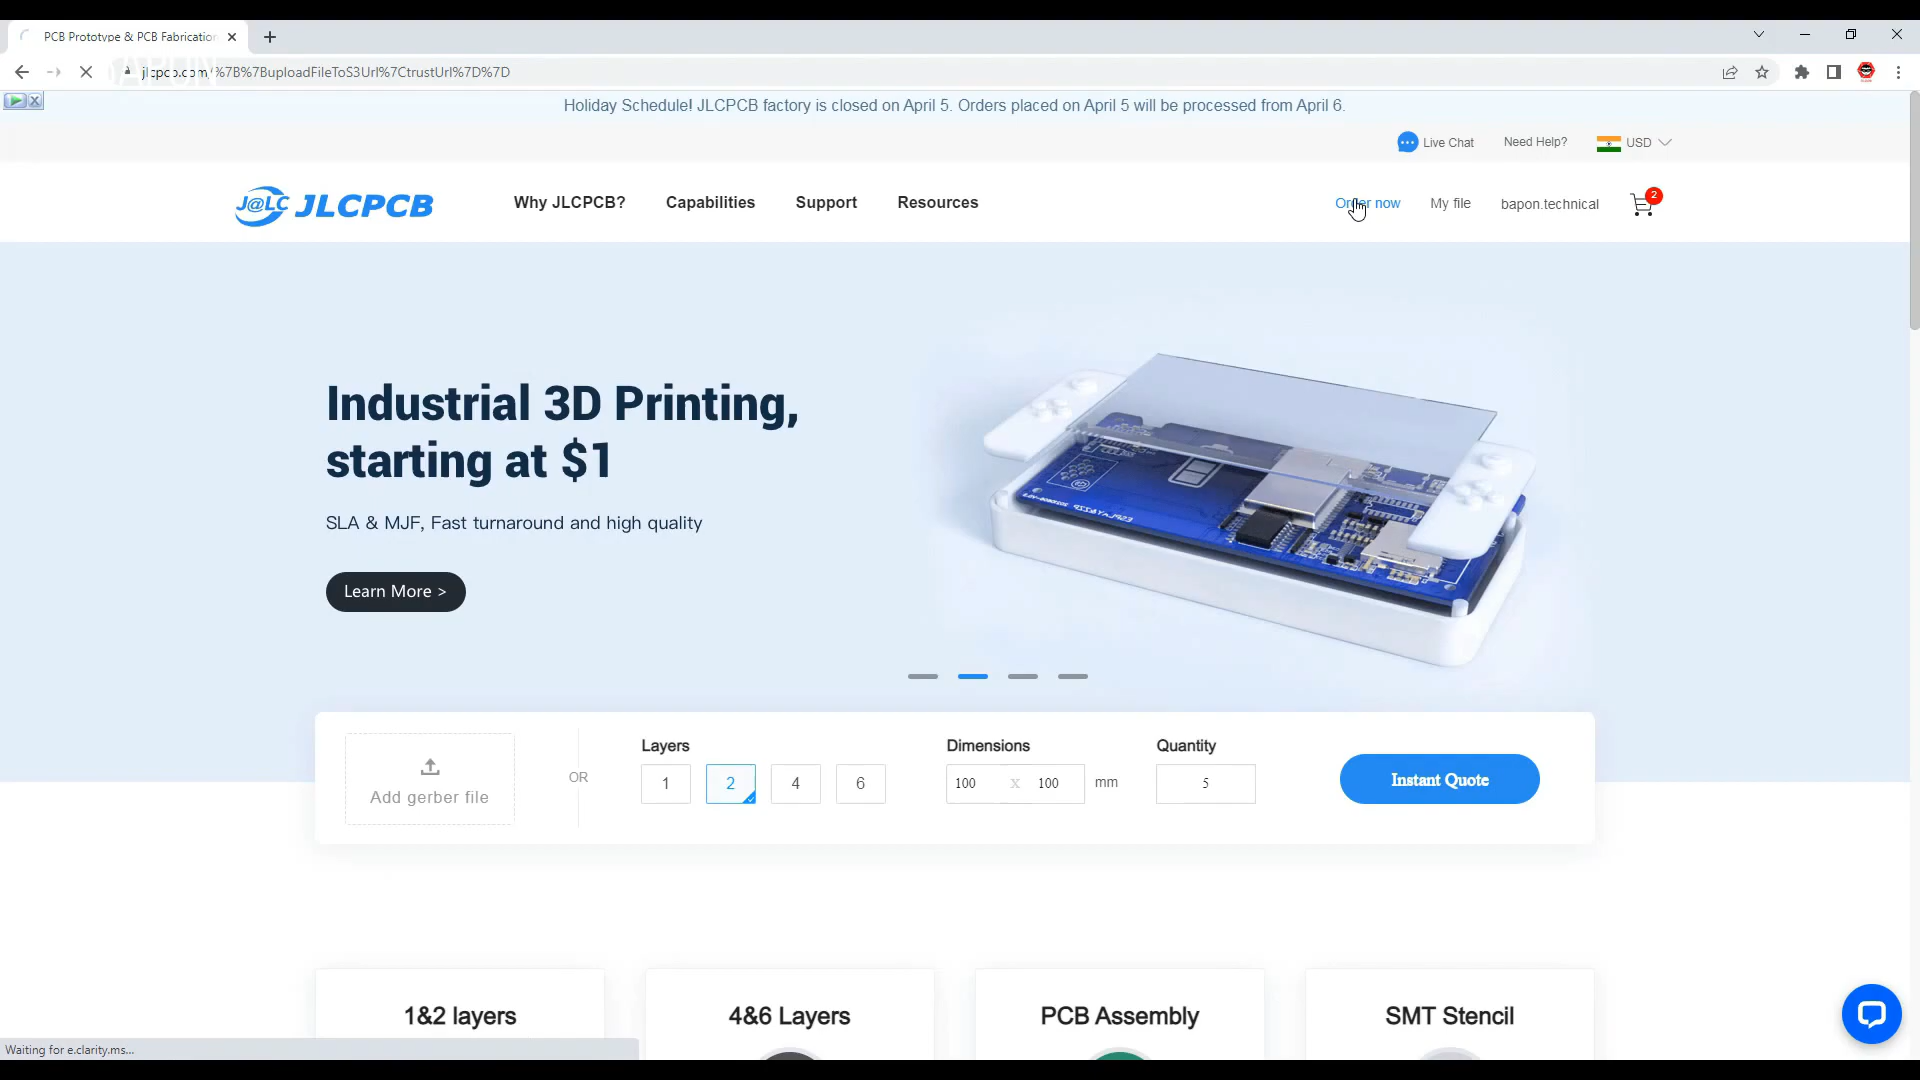 PCB Prototype & PCB Fabrication
jlcpcb.com/%7B%7BuploadFileToS3Url%7CtrustUrl%7D%7D
Holiday Schedule! JLCPCB factory is closed on April 5. Orders placed on April 5 will be processed from April 6.
Live Chat
Need Help?
USD
J@LC JLCPCB
Why JLCPCB?
Capabilities
Support
Resources
Order now
My file
bapon.technical
2
Industrial 3D Printing,
starting at $1
SLA & MJF, Fast turnaround and high quality
Learn More >
Layers
Dimensions
Quantity
Add gerber file
OR
1
2
4
6
100 x 100 mm
5
Instant Quote
1&2 layers
4&6 Layers
PCB Assembly
SMT Stencil
Waiting for e.clarity.ms...